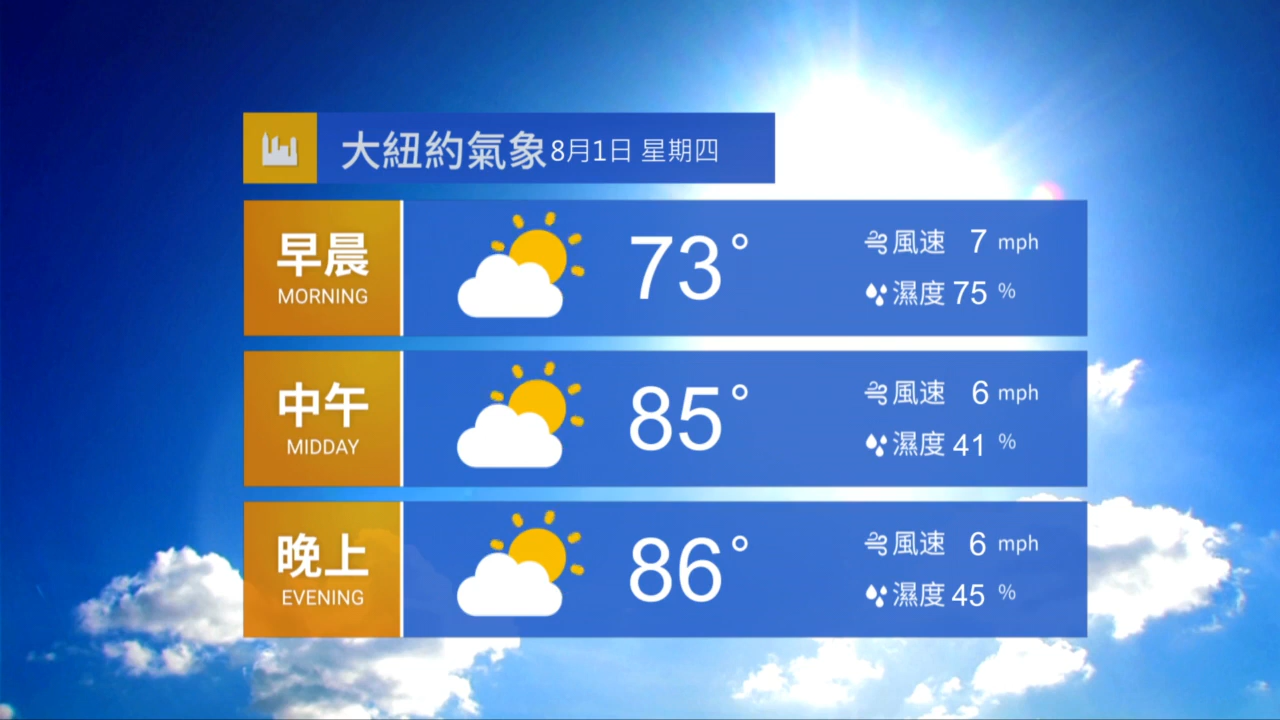 大紐約氣象 8月1日 星期四
早晨
MORNING
73°
風速 7 mph
濕度 75 %
中午
MIDDAY
85°
風速 6 mph
濕度 41 %
晚上
EVENING
86°
風速 6 mph
濕度 45 %